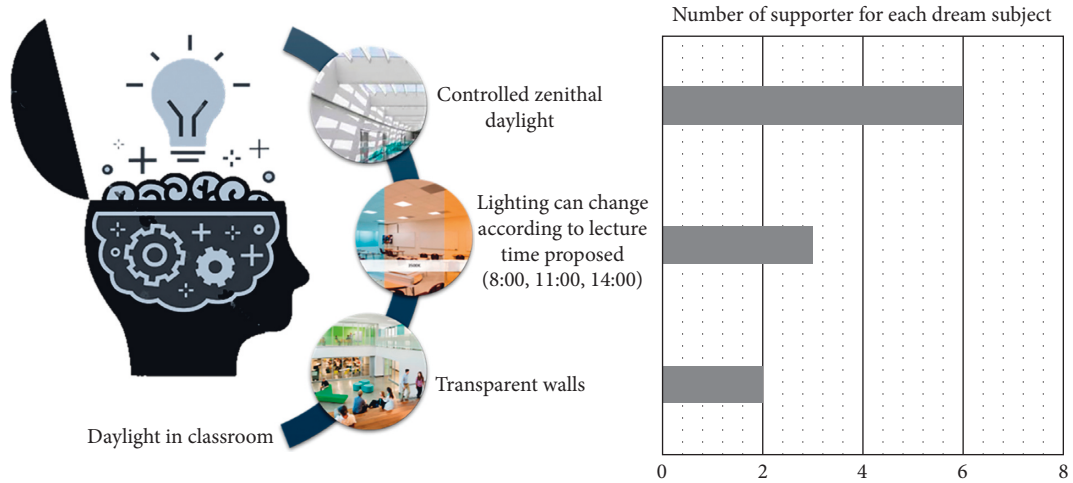 Number of supporter for each dream subject
Controlled zenithal
daylight
Lighting can change
according to lecture
time proposed
(8:00, 11:00, 14:00)
Transparent walls
Daylight in classroom
0 2 4 6 8